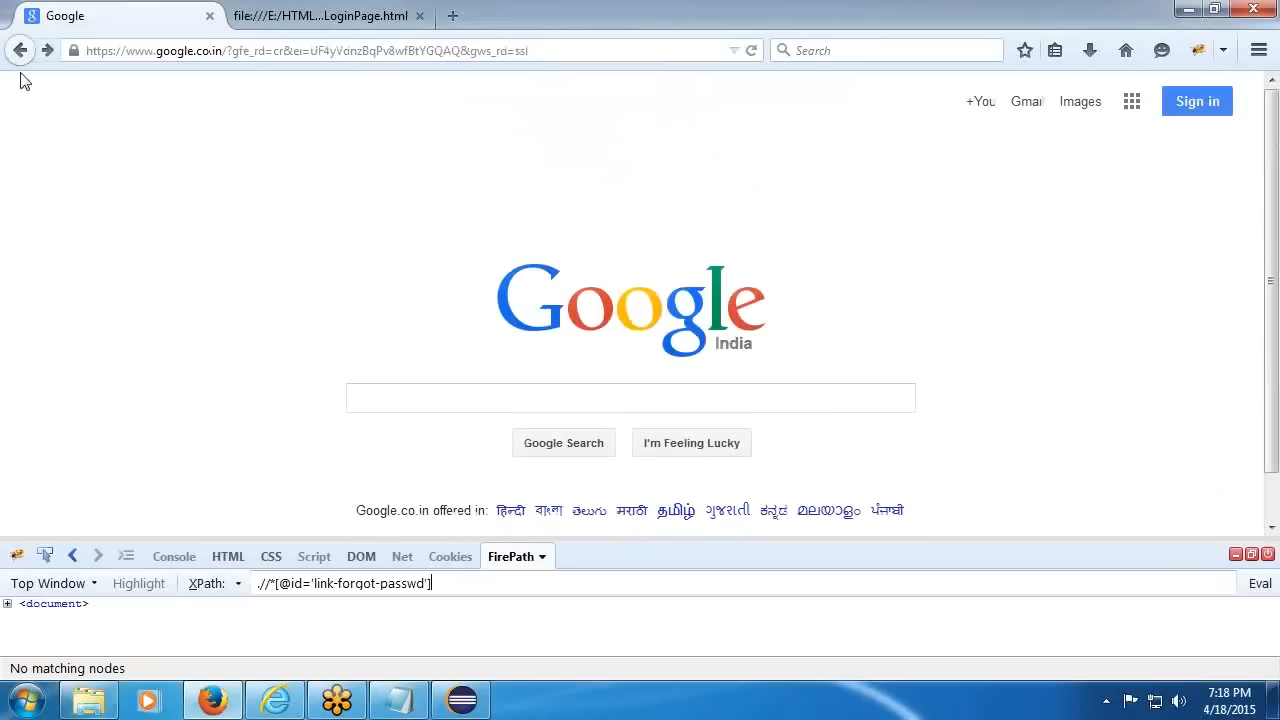 Google
file:///E:/HTML...LoginPage.html
https://www.google.co.in/?gfe_rd=cr&ei=UF4yVdnzBqPv8wfBtYGQAQ&gws_rd=ssl
Search
+You Gmail Images Sign in
Google
India
Google Search I'm Feeling Lucky
Google.co.in offered in: हिन्दी বাংলা తెలుగు मराठी தமிழ் ગુજરાતી ಕನ್ನಡ മലയാളം ਪੰਜਾਬੀ
Console HTML CSS Script DOM Net Cookies FirePath
Top Window Highlight XPath: .//*[@id='link-forgot-passwd'] Eval
<document>
No matching nodes
7:18 PM
4/18/2015